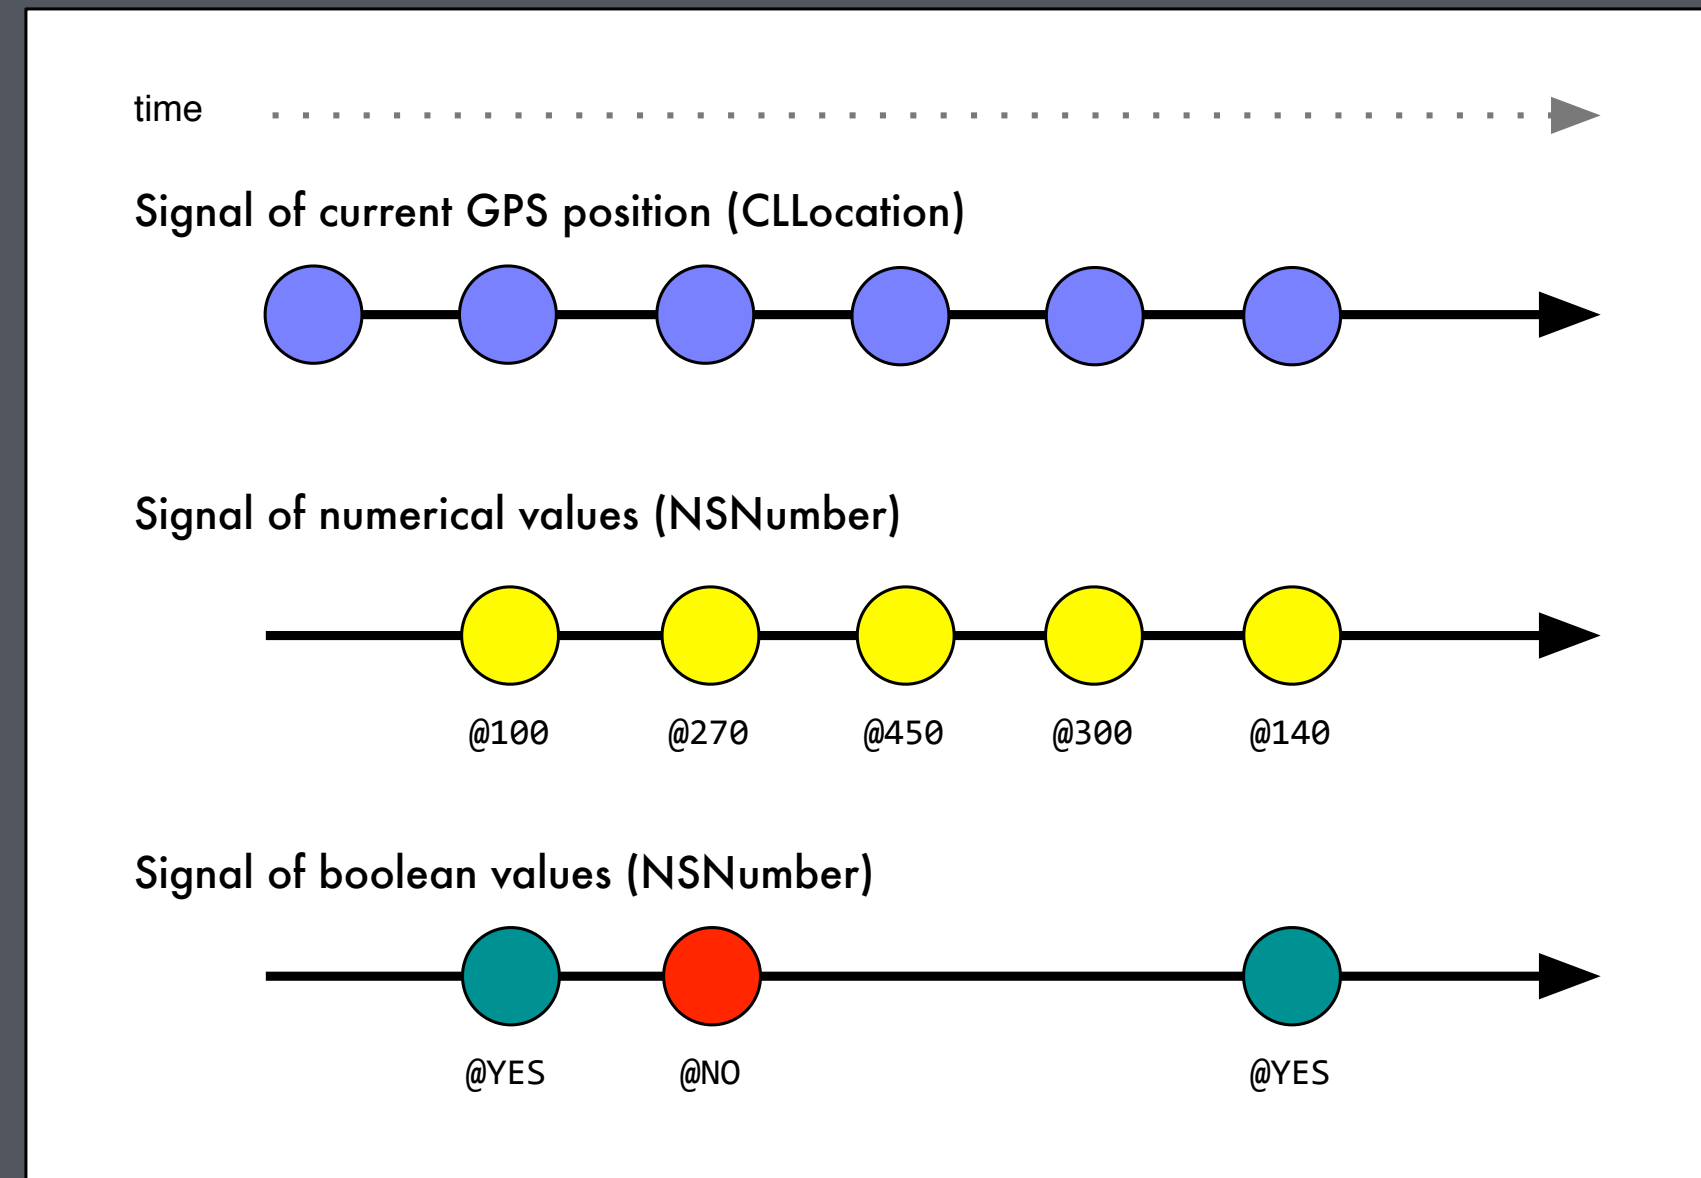 time
Signal of current GPS position (CLLocation)
Signal of numerical values (NSNumber)
@100 @270 @450 @300 @140
Signal of boolean values (NSNumber)
@YES @NO @YES